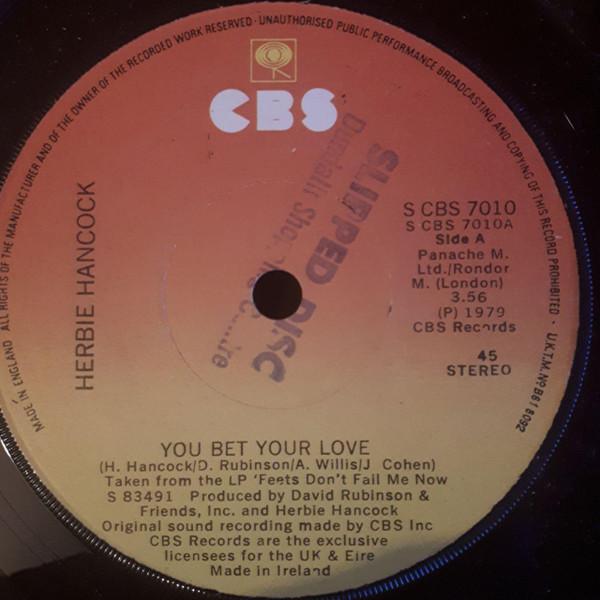 ALL RIGHTS OF THE MANUFACTURER AND OF THE OWNER OF THE RECORDED WORK RESERVED · UNAUTHORISED PUBLIC PERFORMANCE BROADCASTING AND COPYING OF THIS RECORD PROHIBITED · U.K.T.M. Nº B618092
MADE IN ENGLAND
CBS
SLIPPED DISC
HERBIE HANCOCK
S CBS 7010
S CBS 7010A
Side A
Panache M.
Ltd./Rondor
M. (London)
3.56
(P) 1979
CBS Records
45
STEREO
YOU BET YOUR LOVE
(H. Hancock/D. Rubinson/A. Willis/J Cohen)
Taken from the LP 'Feets Don't Fail Me Now
S 83491 Produced by David Rubinson &
Friends, Inc. and Herbie Hancock
Original sound recording made by CBS Inc
CBS Records are the exclusive
licensees for the UK & Eire
Made in Ireland